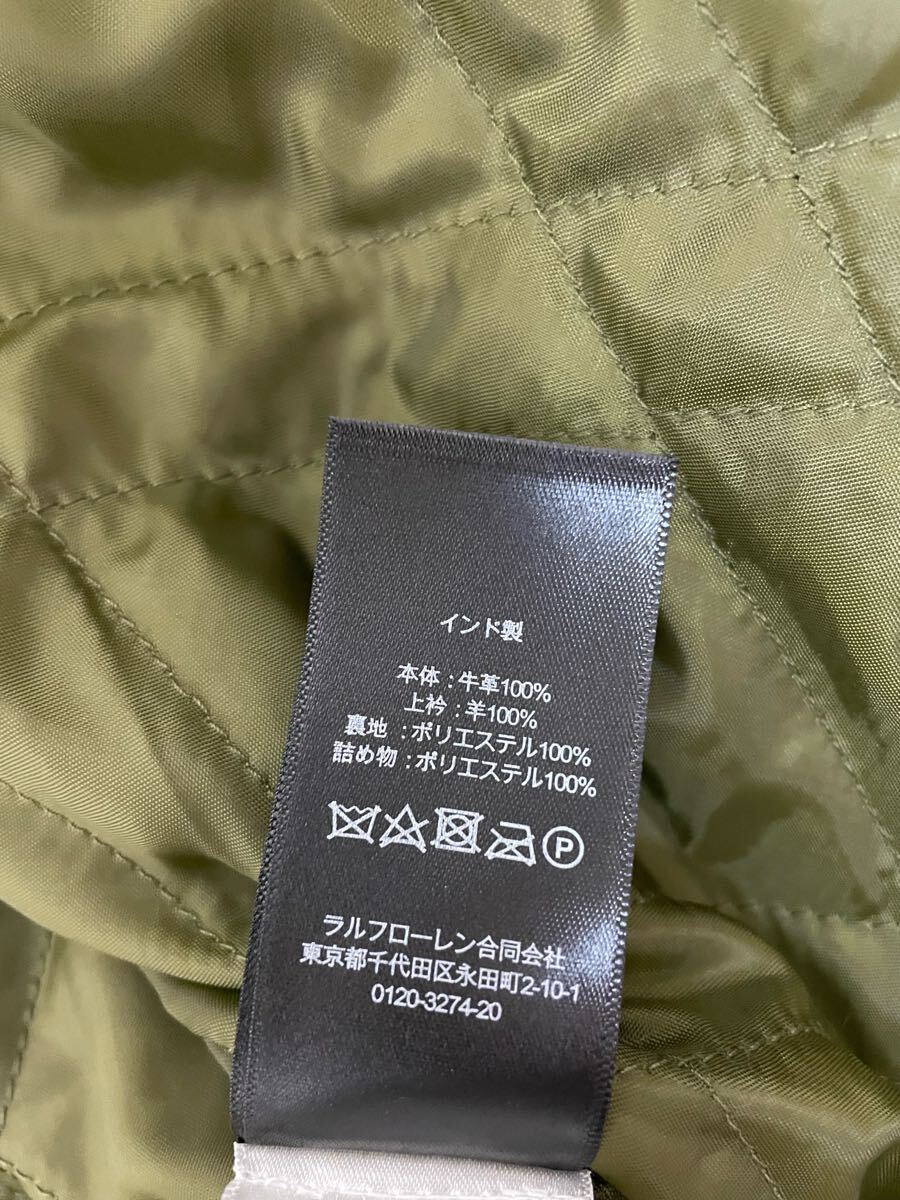 インド製
本体:牛革100%
上衿:羊100%
裏地:ポリエステル100%
詰め物:ポリエステル100%
P
ラルフローレン合同会社
東京都千代田区永田町2-10-1
0120-3274-20